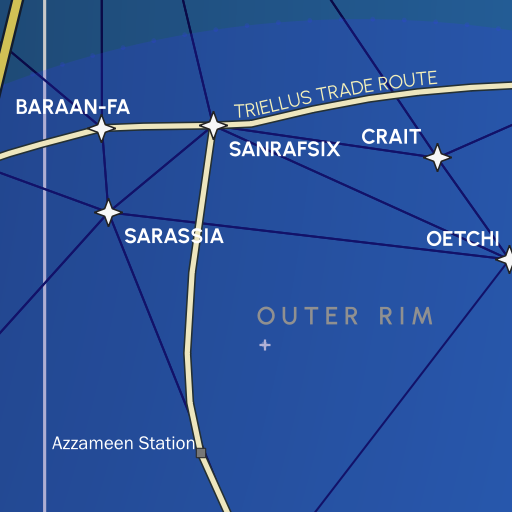 TRIELLUS TRADE ROUTE
BARAAN-FA
CRAIT
SANRAFSIX
SARASSIA
OETCHI
OUTER RIM
Azzameen Station